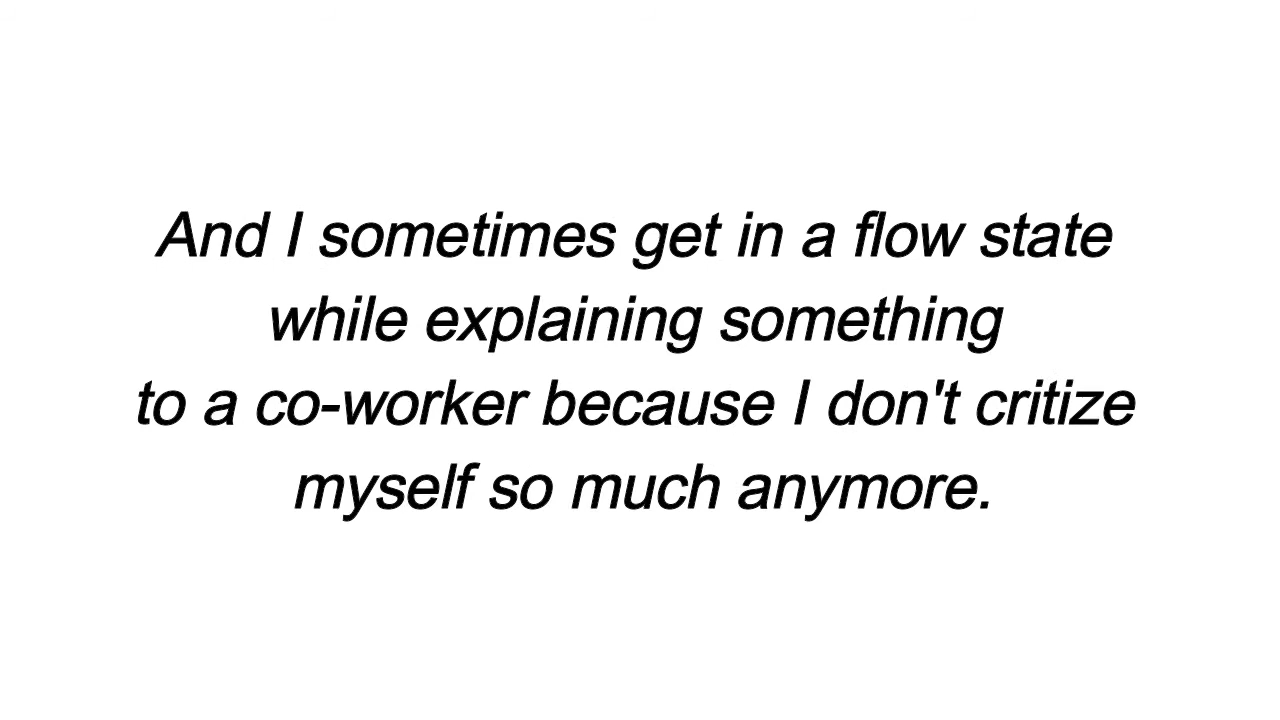 And I sometimes get in a flow state
while explaining something
to a co-worker because I don't critize
myself so much anymore.